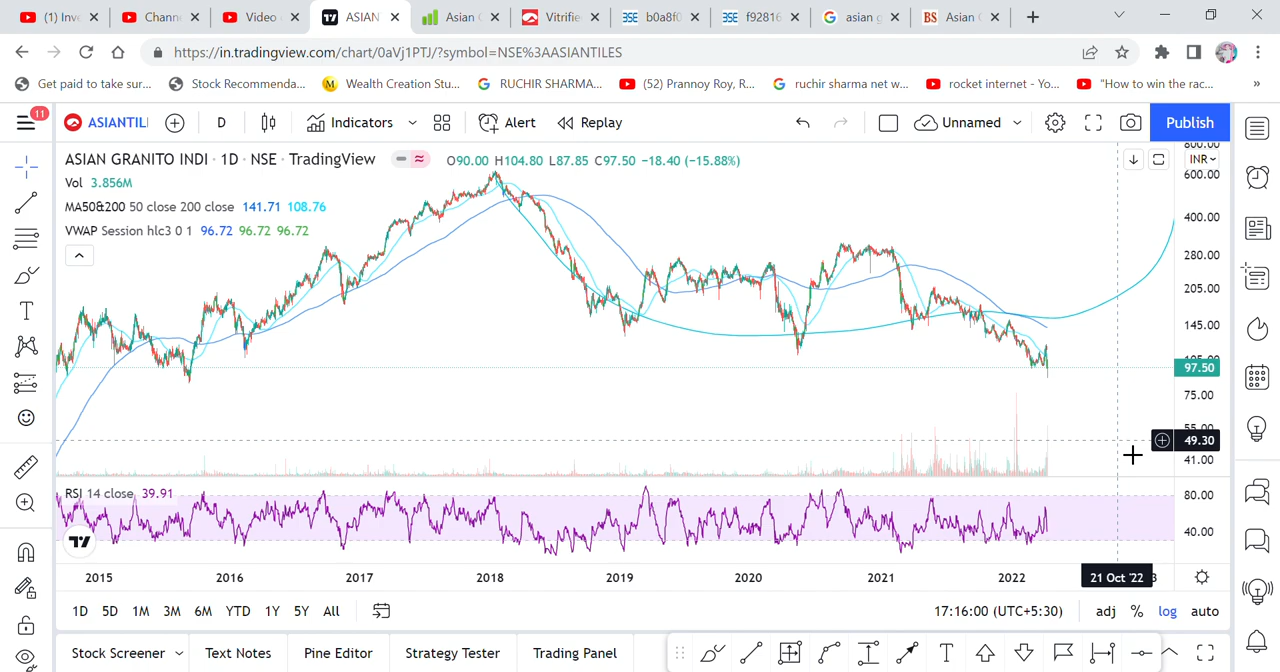 (1) Inv
Chann
Video
ASIAN
Asian
Vitrifie
b0a8f0
f92816
asian g
Asian
https://in.tradingview.com/chart/0aVj1PTJ/?symbol=NSE%3AASIANTILES
Get paid to take sur...
Stock Recommenda...
Wealth Creation Stu...
RUCHIR SHARMA...
(52) Prannoy Roy, R...
ruchir sharma net w...
rocket internet - Yo...
"How to win the rac...
»
11
ASIANTIL
D
Indicators
Alert
Replay
Unnamed
Publish
ASIAN GRANITO INDI · 1D · NSE · TradingView
O90.00 H104.80 L87.85 C97.50 −18.40 (−15.88%)
INR
Vol 3.856M
MA50&200 50 close 200 close 141.71 108.76
VWAP Session hlc3 0 1 96.72 96.72 96.72
800.00
600.00
400.00
280.00
205.00
145.00
105.00
97.50
75.00
55.00
49.30
41.00
RSI 14 close 39.91
80.00
40.00
2015
2016
2017
2018
2019
2020
2021
2022
21 Oct '22
3
1D 5D 1M 3M 6M YTD 1Y 5Y All
17:16:00 (UTC+5:30)
adj % log auto
Stock Screener
Text Notes
Pine Editor
Strategy Tester
Trading Panel